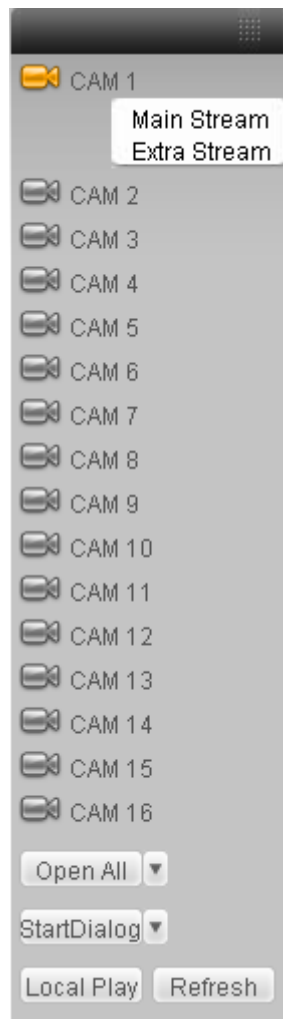 CAM 1
Main Stream
Extra Stream
CAM 2
CAM 3
CAM 4
CAM 5
CAM 6
CAM 7
CAM 8
CAM 9
CAM 10
CAM 11
CAM 12
CAM 13
CAM 14
CAM 15
CAM 16
Open All
StartDialog
Local Play Refresh